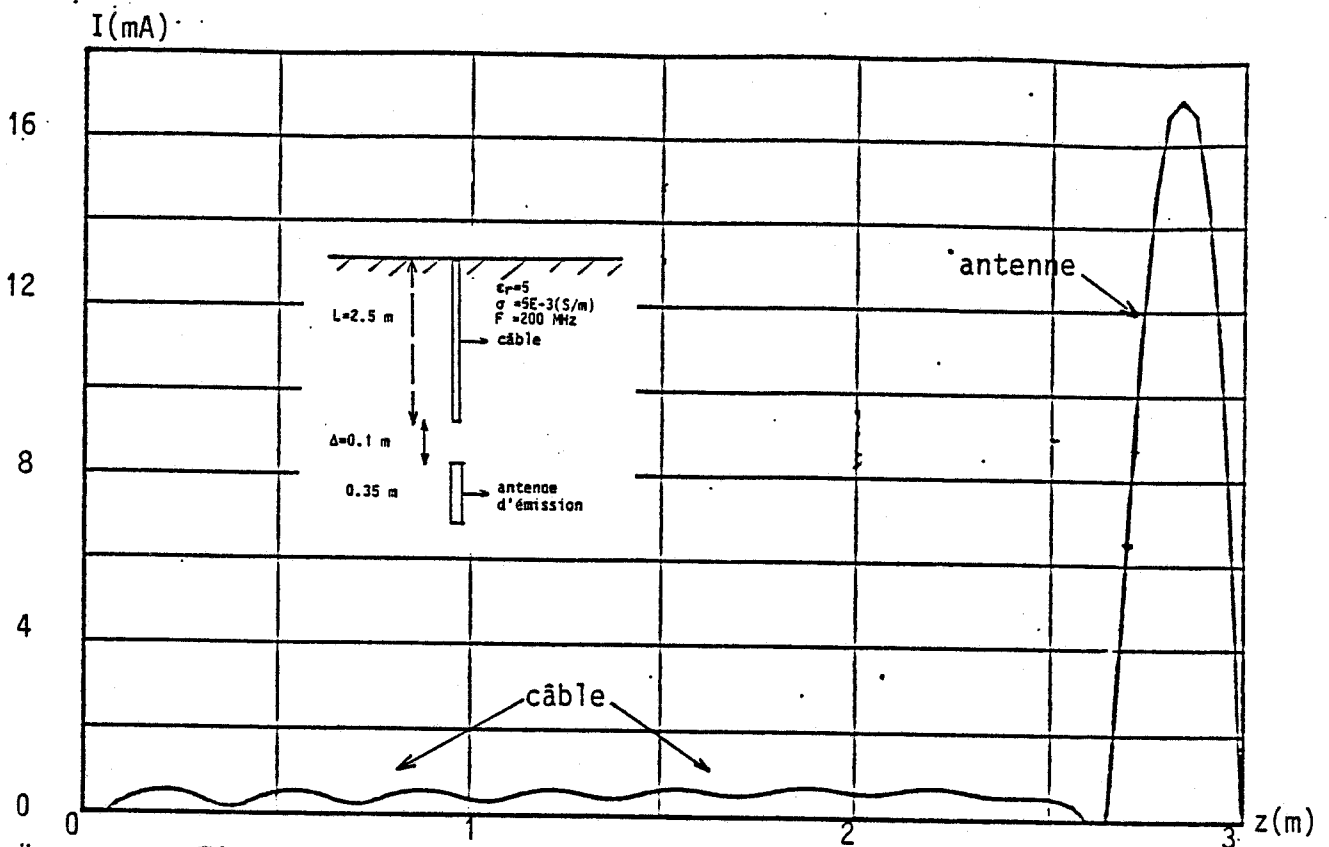 I(mA)
16
12
8
4
0
0
1
2
3
z(m)
antenne
câble
L=2.5 m
εr=5
σ =5E-3(S/m)
F =200 MHz
câble
Δ=0.1 m
0.35 m
antenne
d'émission